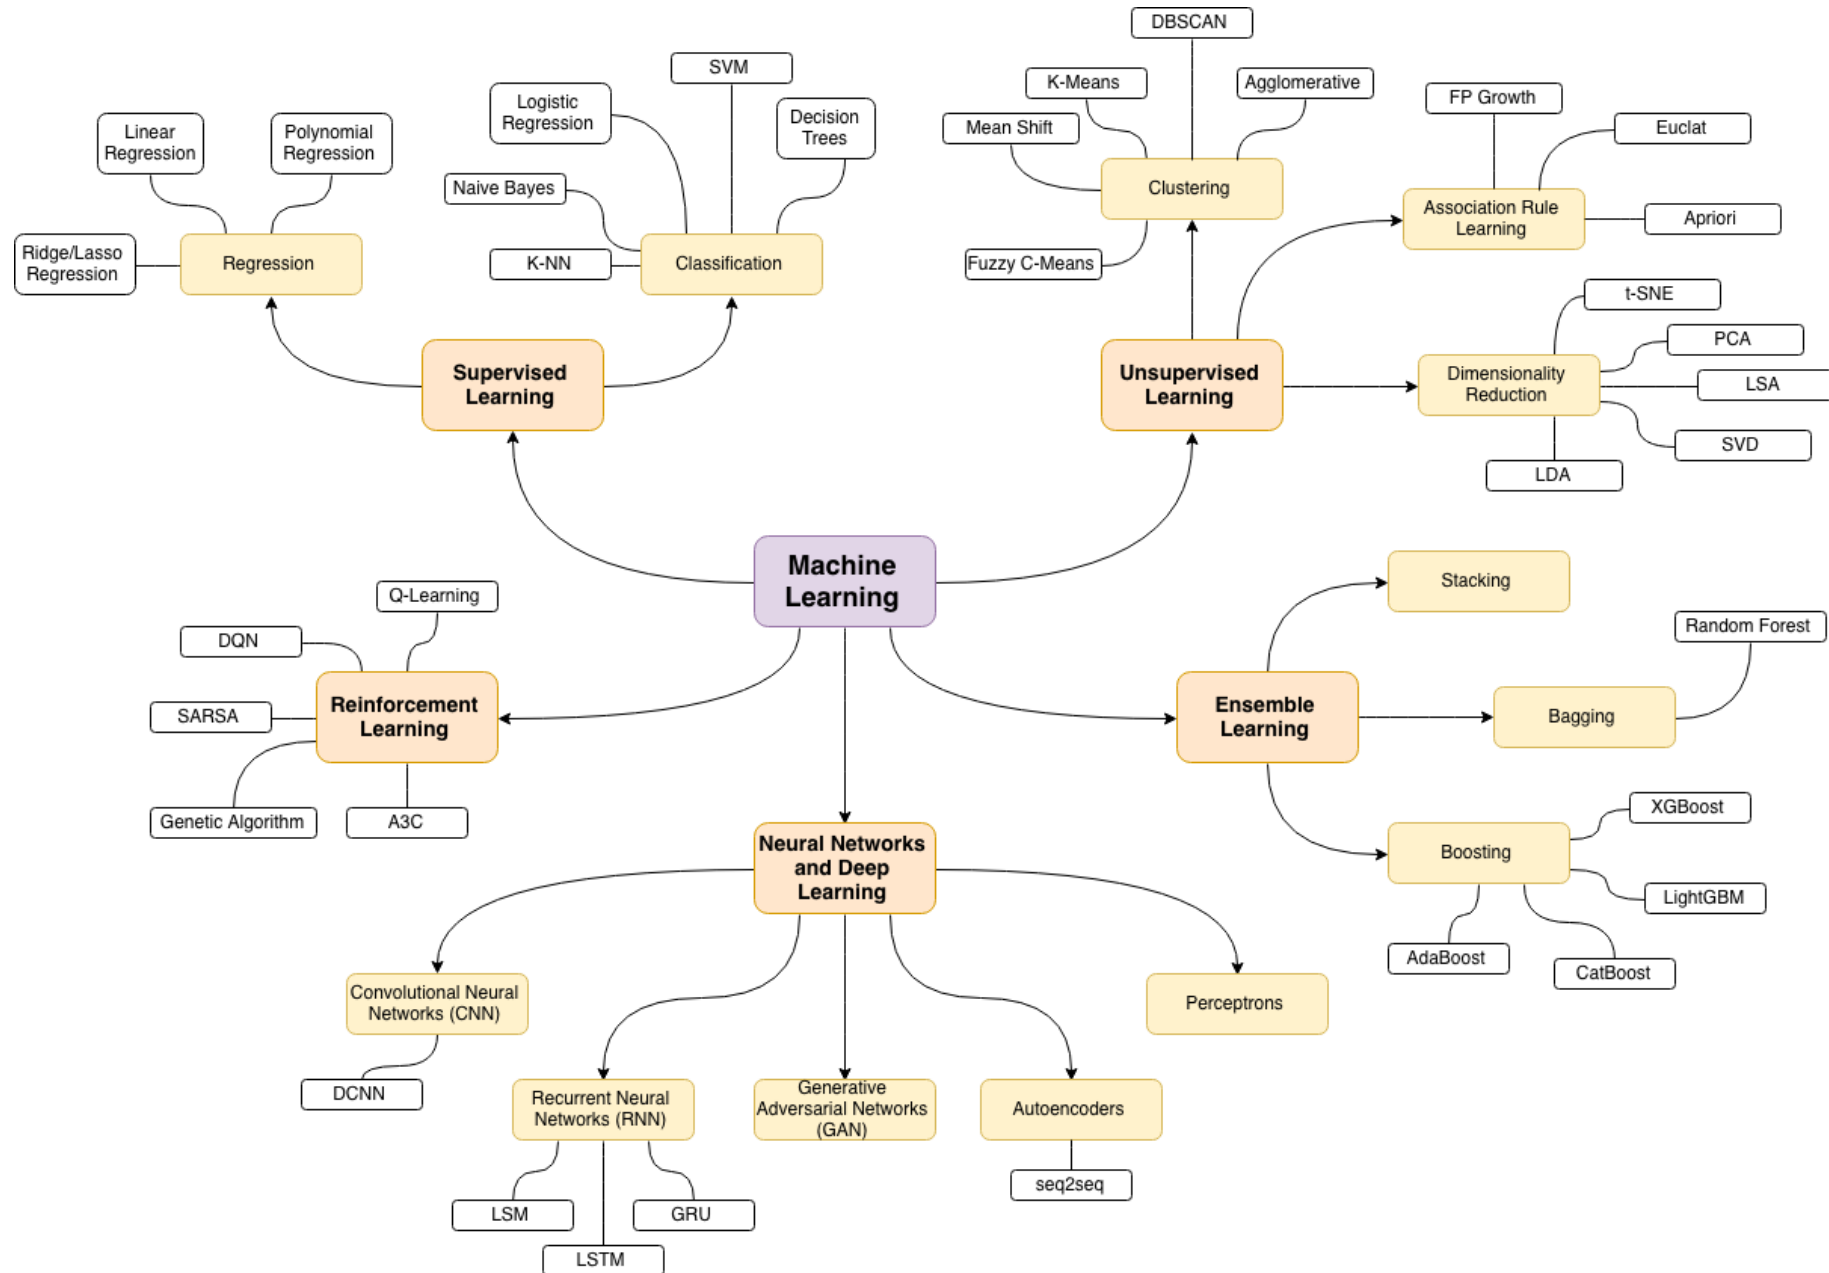 DBSCAN
SVM
K-Means
Agglomerative
FP Growth
Logistic
Regression
Decision
Trees
Mean Shift
Euclat
Linear
Regression
Polynomial
Regression
Naive Bayes
Clustering
Association Rule
Learning
Apriori
Ridge/Lasso
Regression
Regression
K-NN
Classification
Fuzzy C-Means
t-SNE
PCA
Supervised
Learning
Unsupervised
Learning
Dimensionality
Reduction
LSA
SVD
LDA
Machine
Learning
Stacking
Q-Learning
DQN
Random Forest
Reinforcement
Learning
SARSA
Ensemble
Learning
Bagging
Genetic Algorithm
A3C
XGBoost
Neural Networks
and Deep
Learning
Boosting
LightGBM
AdaBoost
CatBoost
Convolutional Neural
Networks (CNN)
Perceptrons
DCNN
Recurrent Neural
Networks (RNN)
Generative
Adversarial Networks
(GAN)
Autoencoders
seq2seq
LSM
GRU
LSTM